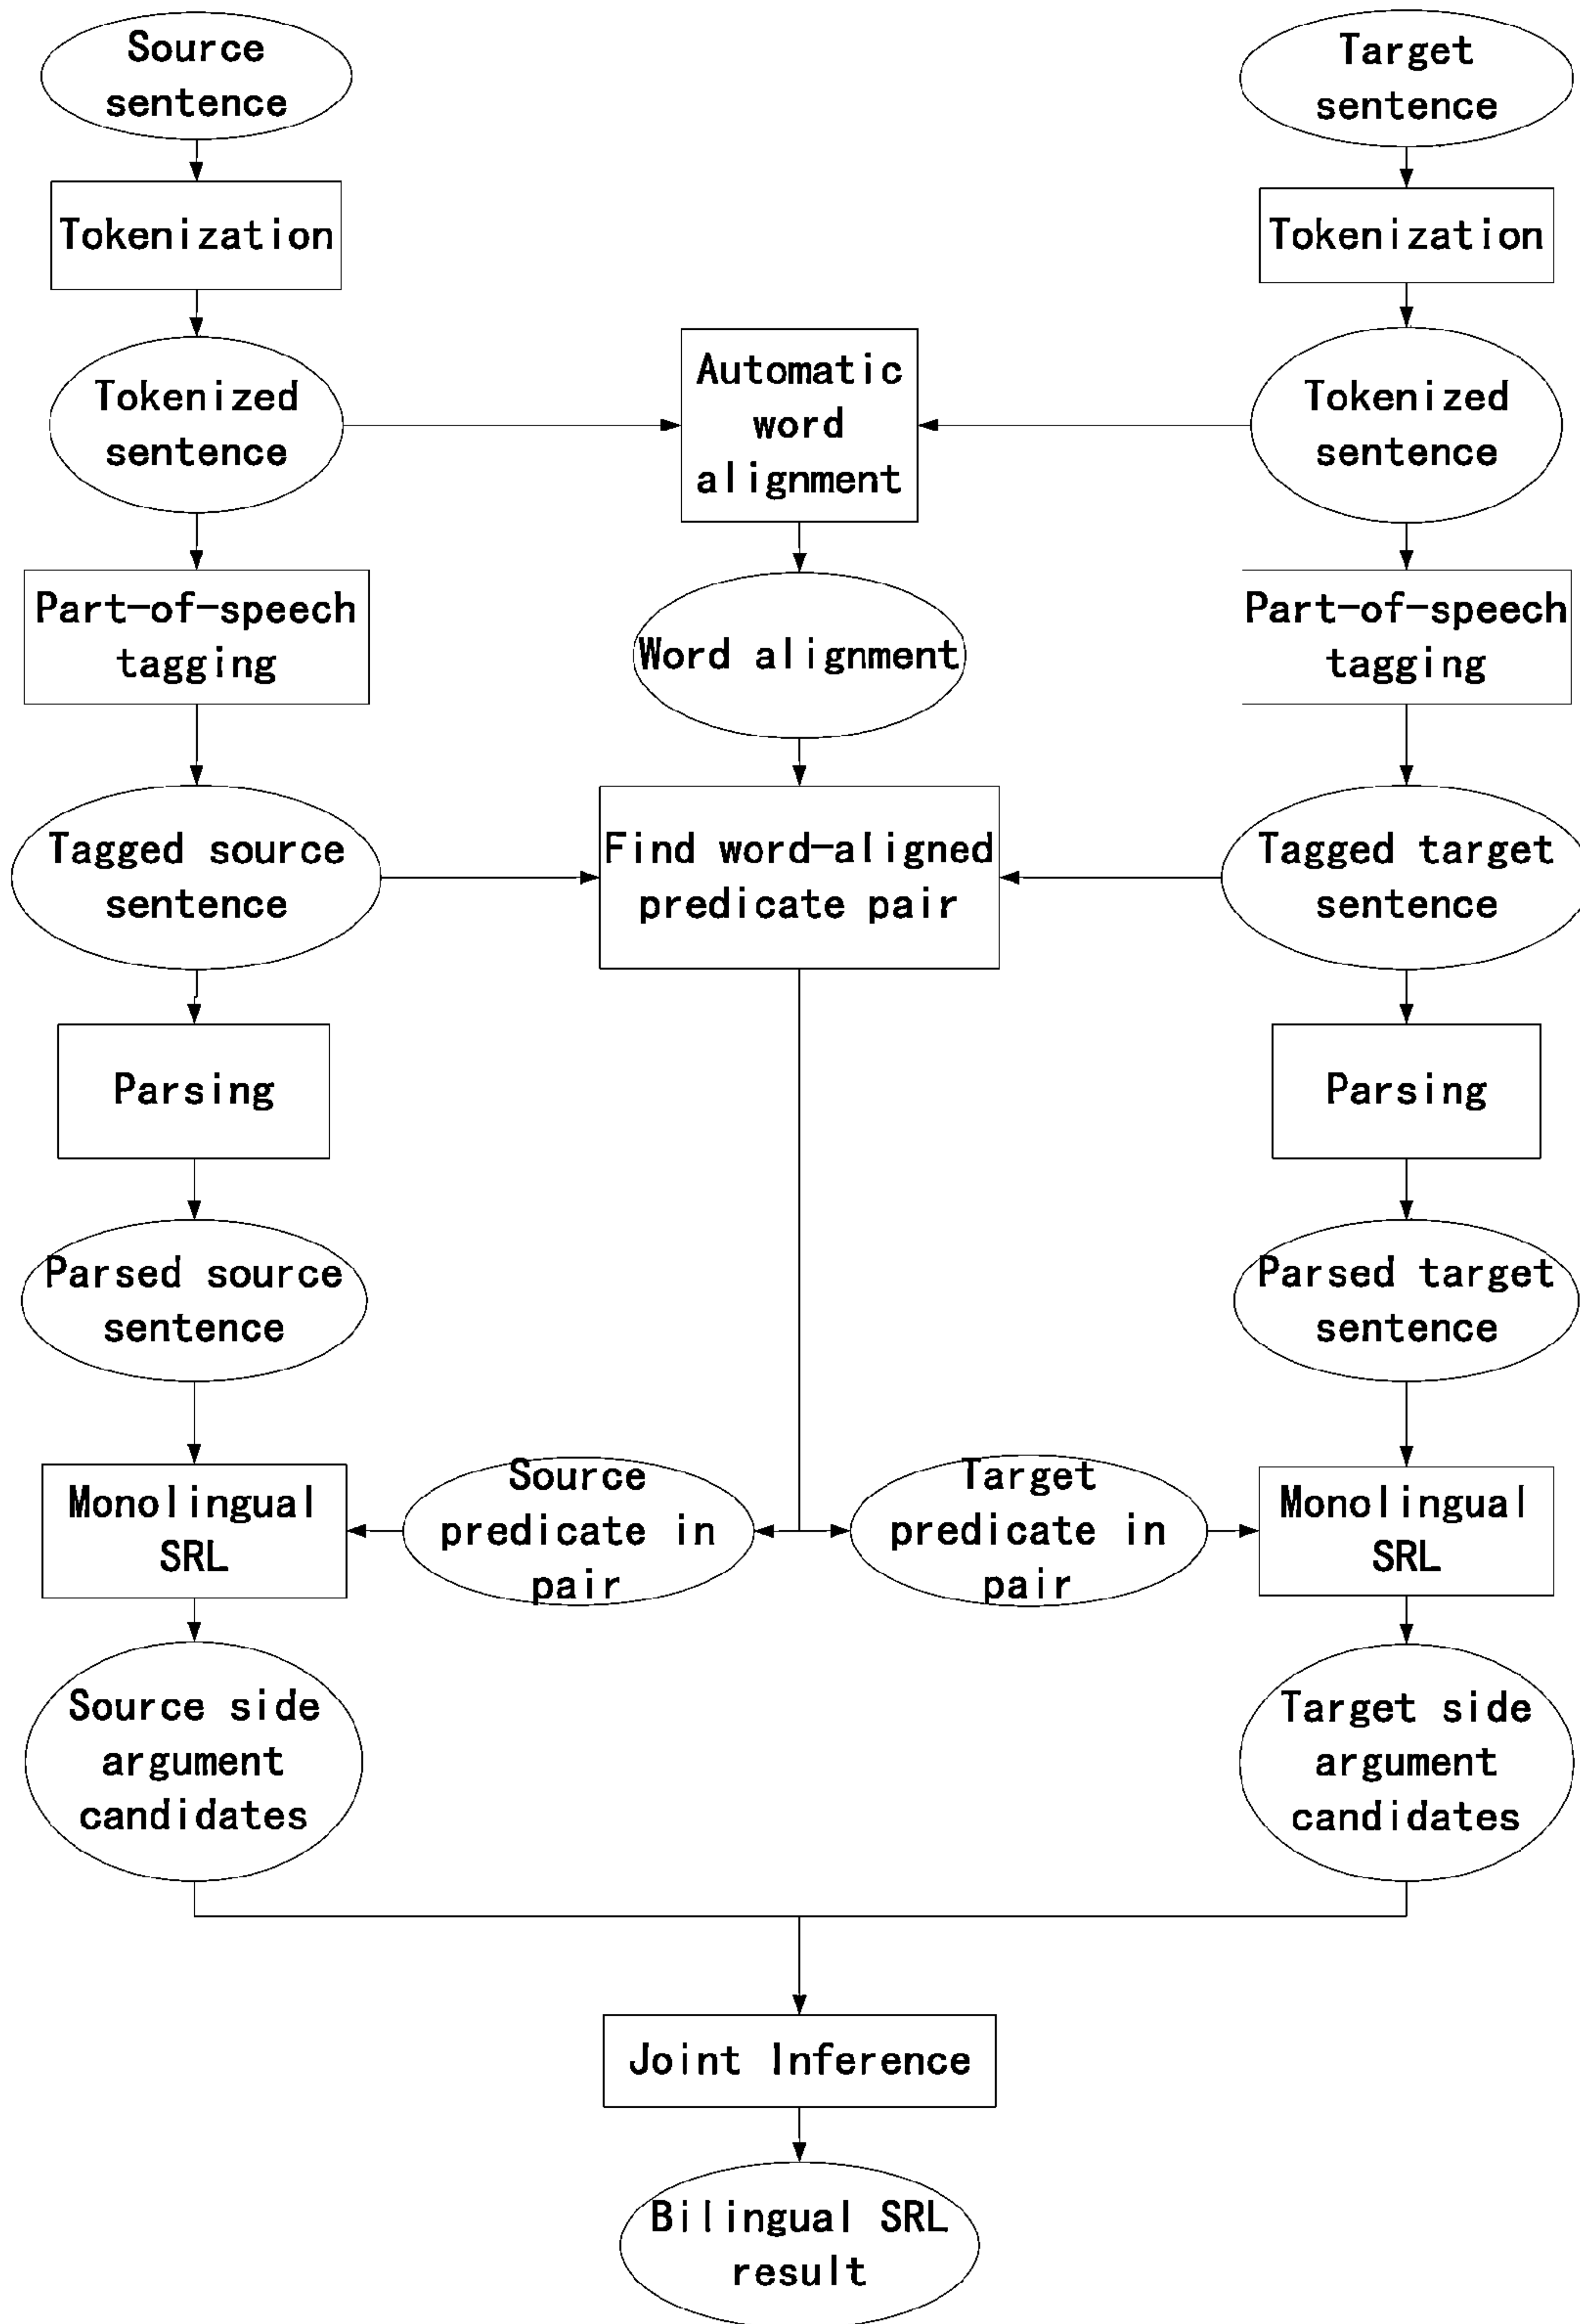 Source
sentence
Target
sentence
Tokenization
Tokenization
Tokenized
sentence
Automatic
word
alignment
Tokenized
sentence
Part-of-speech
tagging
Word alignment
Part-of-speech
tagging
Tagged source
sentence
Find word-aligned
predicate pair
Tagged target
sentence
Parsing
Parsing
Parsed source
sentence
Parsed target
sentence
Monolingual
SRL
Source
predicate in
pair
Target
predicate in
pair
Monolingual
SRL
Source side
argument
candidates
Target side
argument
candidates
Joint Inference
Bilingual SRL
result